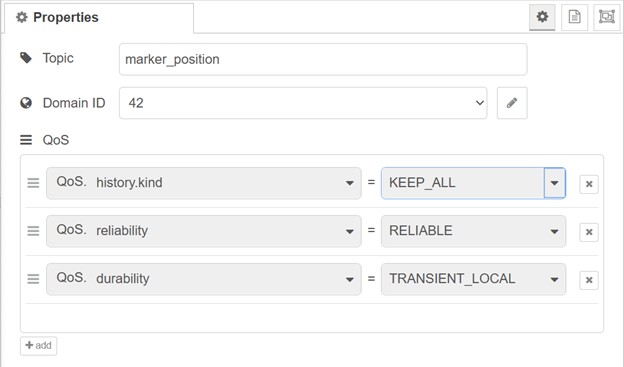 Properties
Topic marker_position
Domain ID 42
QoS
QoS. history.kind = KEEP_ALL
QoS. reliability = RELIABLE
QoS. durability = TRANSIENT_LOCAL
+ add